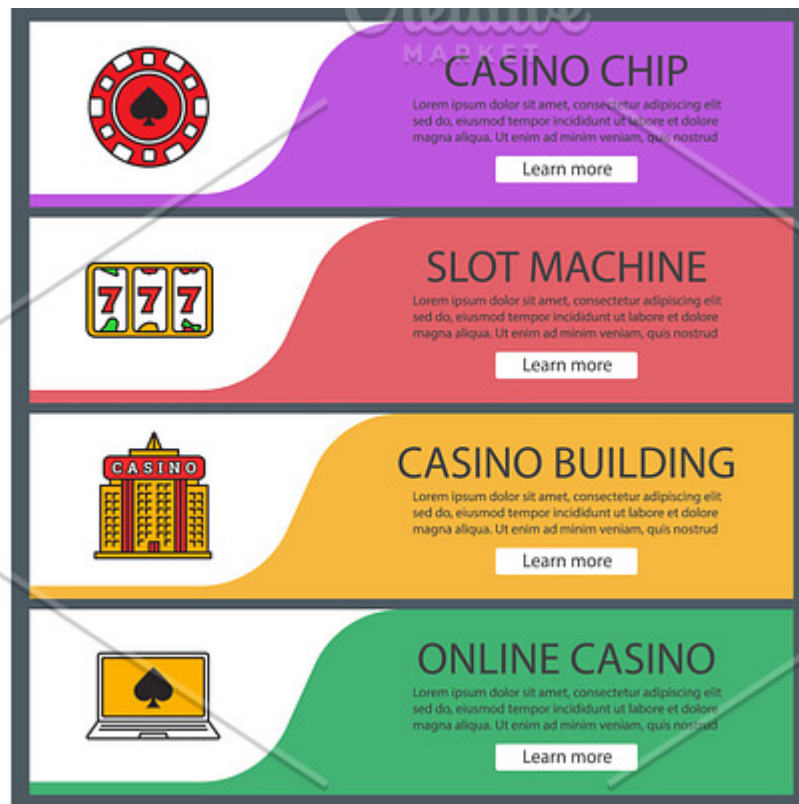 Creative
MARKET
CASINO CHIP
Lorem ipsum dolor sit amet, consectetur adipiscing elit
sed do, eiusmod tempor incididunt ut labore et dolore
magna aliqua. Ut enim ad minim veniam, quis nostrud
Learn more
777
SLOT MACHINE
Lorem ipsum dolor sit amet, consectetur adipiscing elit
sed do, eiusmod tempor incididunt ut labore et dolore
magna aliqua. Ut enim ad minim veniam, quis nostrud
Learn more
CASINO
CASINO BUILDING
Lorem ipsum dolor sit amet, consectetur adipiscing elit
sed do, eiusmod tempor incididunt ut labore et dolore
magna aliqua. Ut enim ad minim veniam, quis nostrud
Learn more
ONLINE CASINO
Lorem ipsum dolor sit amet, consectetur adipiscing elit
sed do, eiusmod tempor incididunt ut labore et dolore
magna aliqua. Ut enim ad minim veniam, quis nostrud
Learn more